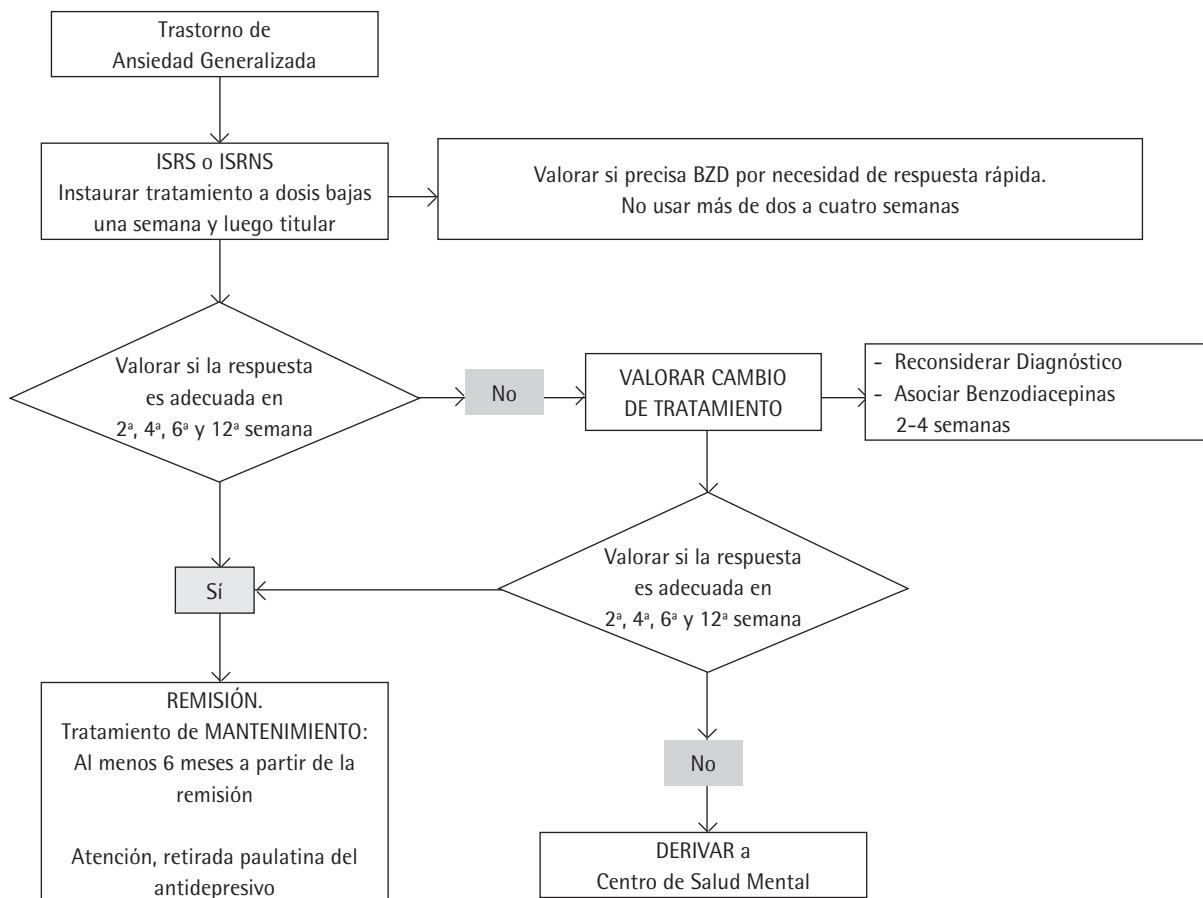 Trastorno de
Ansiedad Generalizada
ISRS o ISRNS
Instaurar tratamiento a dosis bajas
una semana y luego titular
Valorar si precisa BZD por necesidad de respuesta rápida.
No usar más de dos a cuatro semanas
Valorar si la respuesta
es adecuada en
2ª, 4ª, 6ª y 12ª semana
No
VALORAR CAMBIO
DE TRATAMIENTO
- Reconsiderar Diagnóstico
- Asociar Benzodiacepinas
2-4 semanas
Valorar si la respuesta
es adecuada en
2ª, 4ª, 6ª y 12ª semana
Sí
REMISIÓN.
Tratamiento de MANTENIMIENTO:
Al menos 6 meses a partir de la
remisión
Atención, retirada paulatina del
antidepresivo
No
DERIVAR a
Centro de Salud Mental